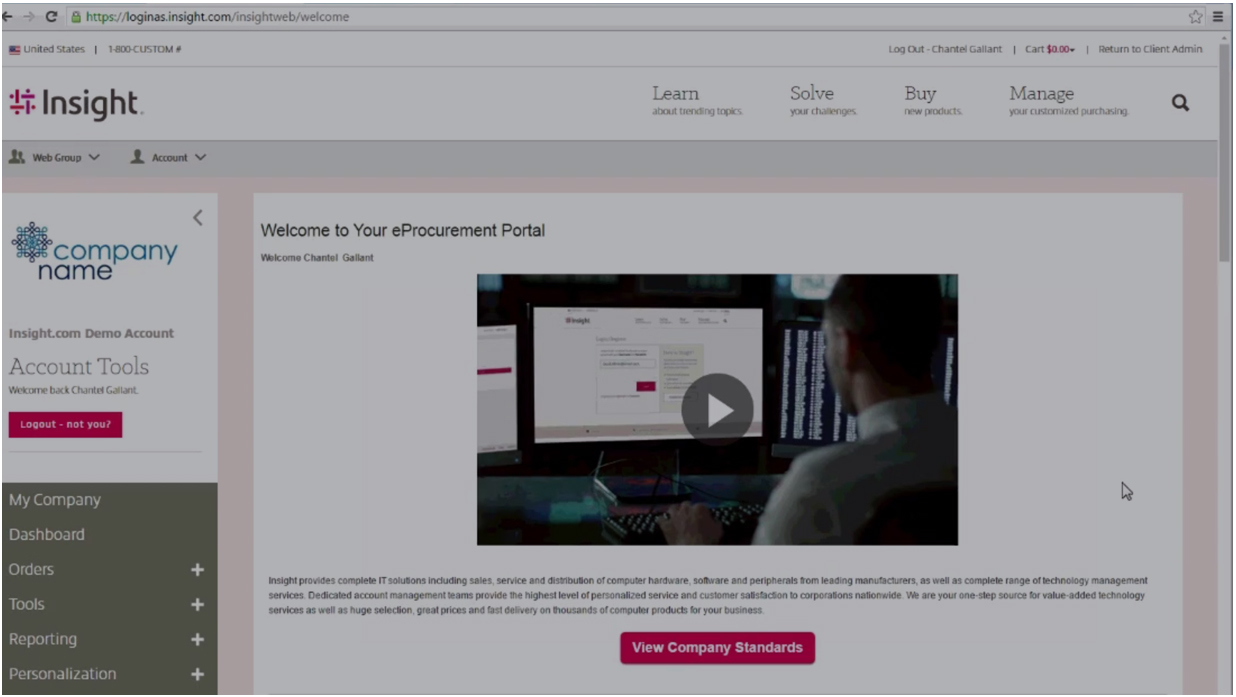 https://loginas.insight.com/insightweb/welcome
United States | 1-800-CUSTOM #
Log Out - Chantel Gallant | Cart $0.00 | Return to Client Admin
Insight.
Learn
about trending topics.
Solve
your challenges.
Buy
new products.
Manage
your customized purchasing.
Web Group
Account
company
name
Insight.com Demo Account
Account Tools
Welcome back Chantel Gallant.
Logout - not you?
My Company
Dashboard
Orders +
Tools +
Reporting +
Personalization +
Welcome to Your eProcurement Portal
Welcome Chantel Gallant
Insight
Insight provides complete IT solutions including sales, service and distribution of computer hardware, software and peripherals from leading manufacturers, as well as complete range of technology management
services. Dedicated account management teams provide the highest level of personalized service and customer satisfaction to corporations nationwide. We are your one-step source for value-added technology
services as well as huge selection, great prices and fast delivery on thousands of computer products for your business.
View Company Standards